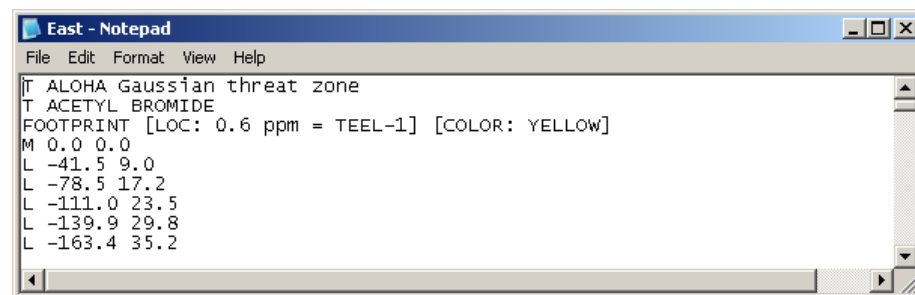 East - Notepad
File Edit Format View Help
T ALOHA Gaussian threat zone
T ACETYL BROMIDE
FOOTPRINT [LOC: 0.6 ppm = TEEL-1] [COLOR: YELLOW]
M 0.0 0.0
L -41.5 9.0
L -78.5 17.2
L -111.0 23.5
L -139.9 29.8
L -163.4 35.2